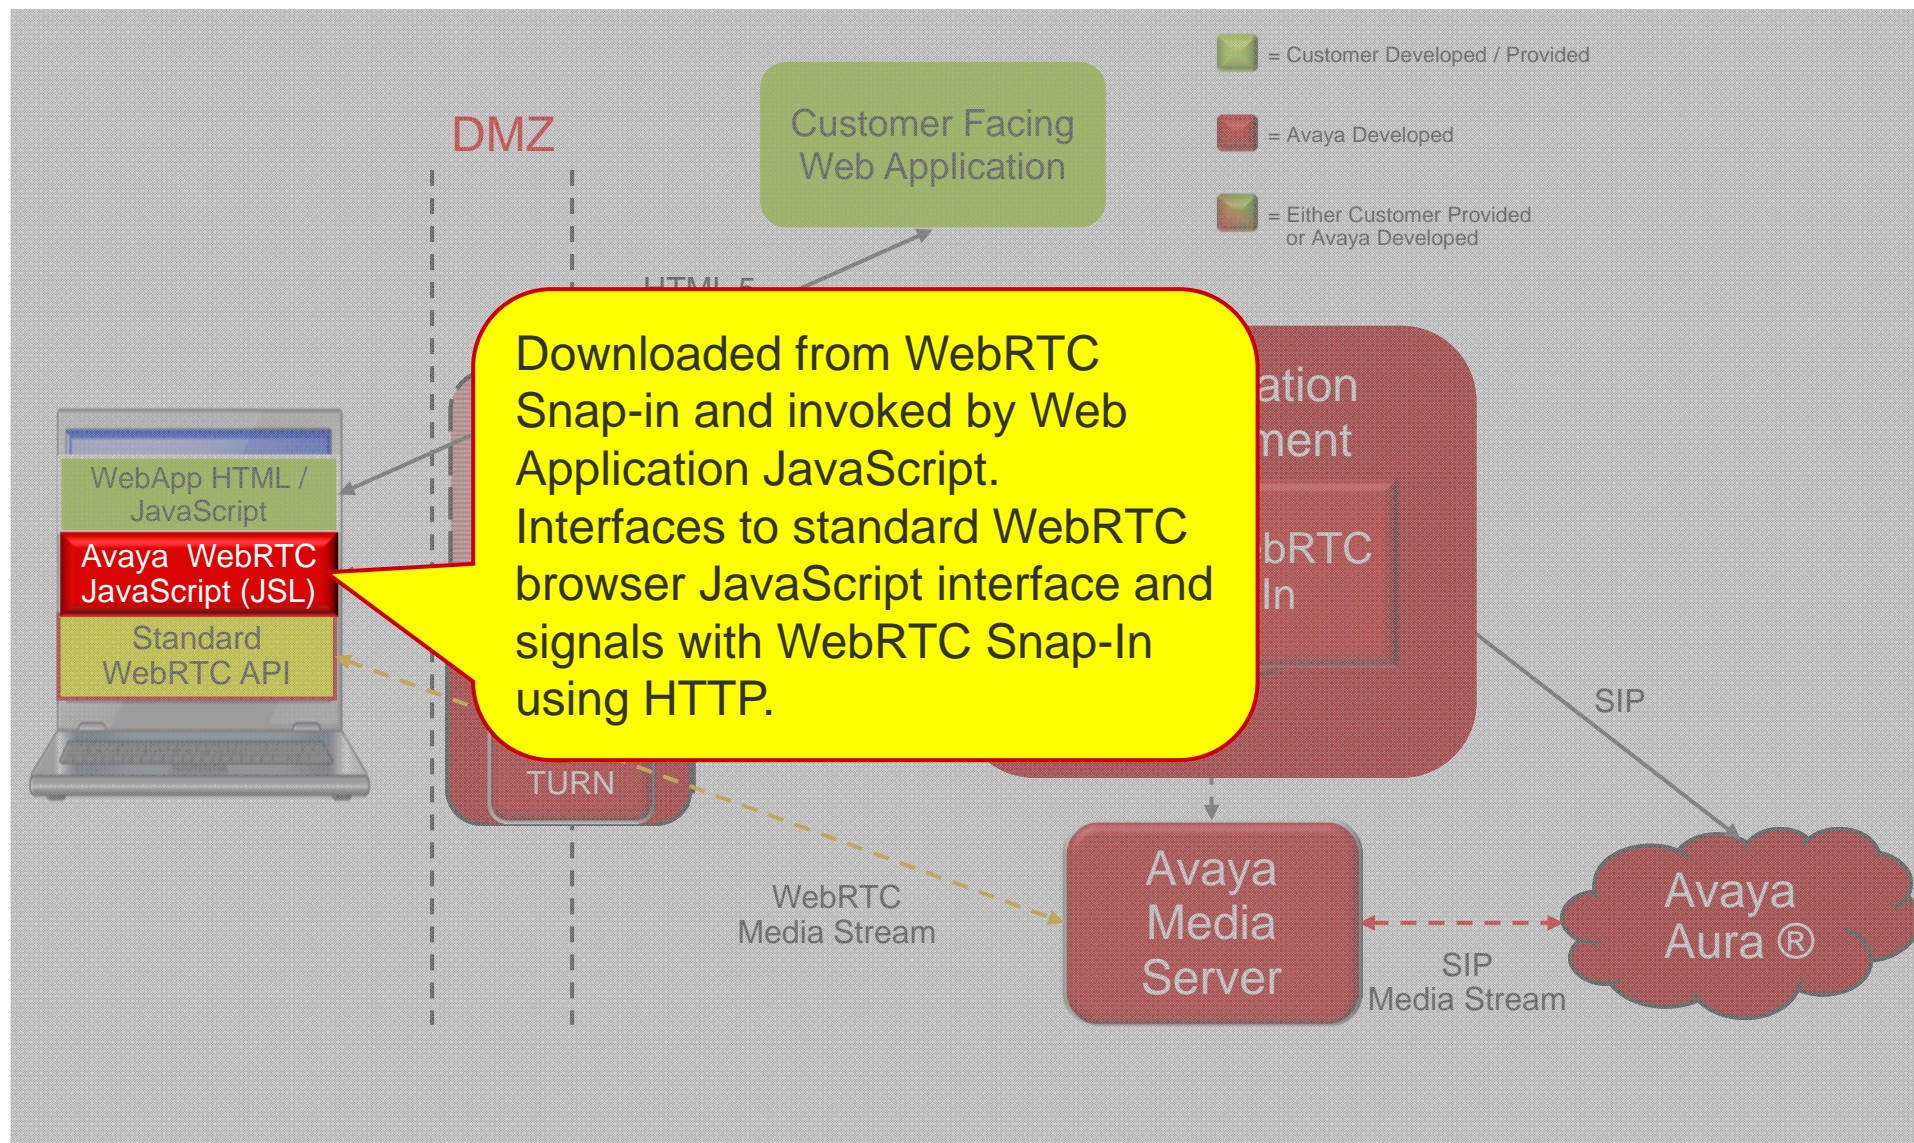 = Customer Developed / Provided
= Avaya Developed
= Either Customer Provided
or Avaya Developed
DMZ
Customer Facing
Web Application
HTML 5
Downloaded from WebRTC
Snap-in and invoked by Web
Application JavaScript.
Interfaces to standard WebRTC
browser JavaScript interface and
signals with WebRTC Snap-In
using HTTP.
WebApp HTML /
JavaScript
Avaya WebRTC
JavaScript (JSL)
Standard
WebRTC API
In
TURN
SIP
WebRTC
Media Stream
Avaya
Media
Server
SIP
Media Stream
Avaya
Aura ®